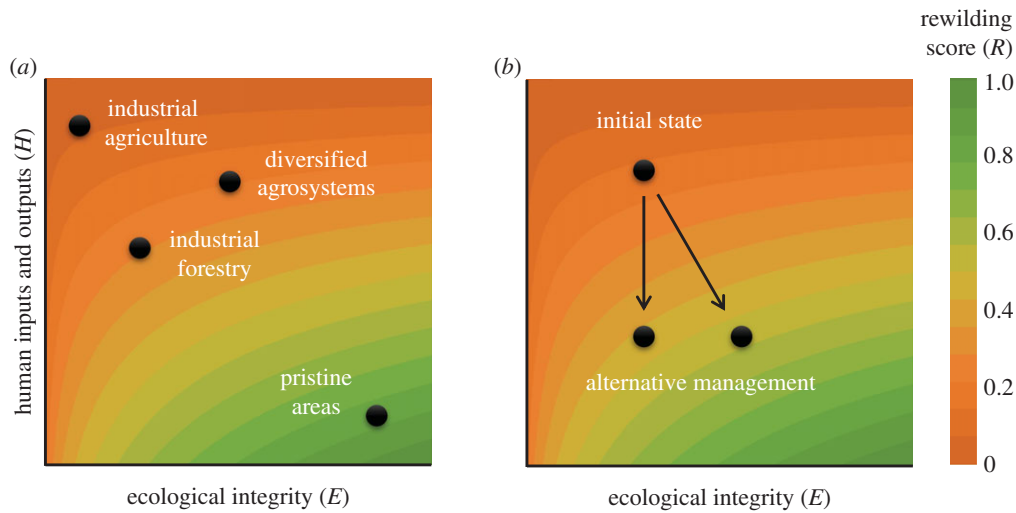 (a)
industrial
agriculture
diversified
agrosystems
industrial
forestry
pristine
areas
human inputs and outputs (H)
ecological integrity (E)
(b)
initial state
alternative management
ecological integrity (E)
rewilding
score (R)
1.0
0.8
0.6
0.4
0.2
0